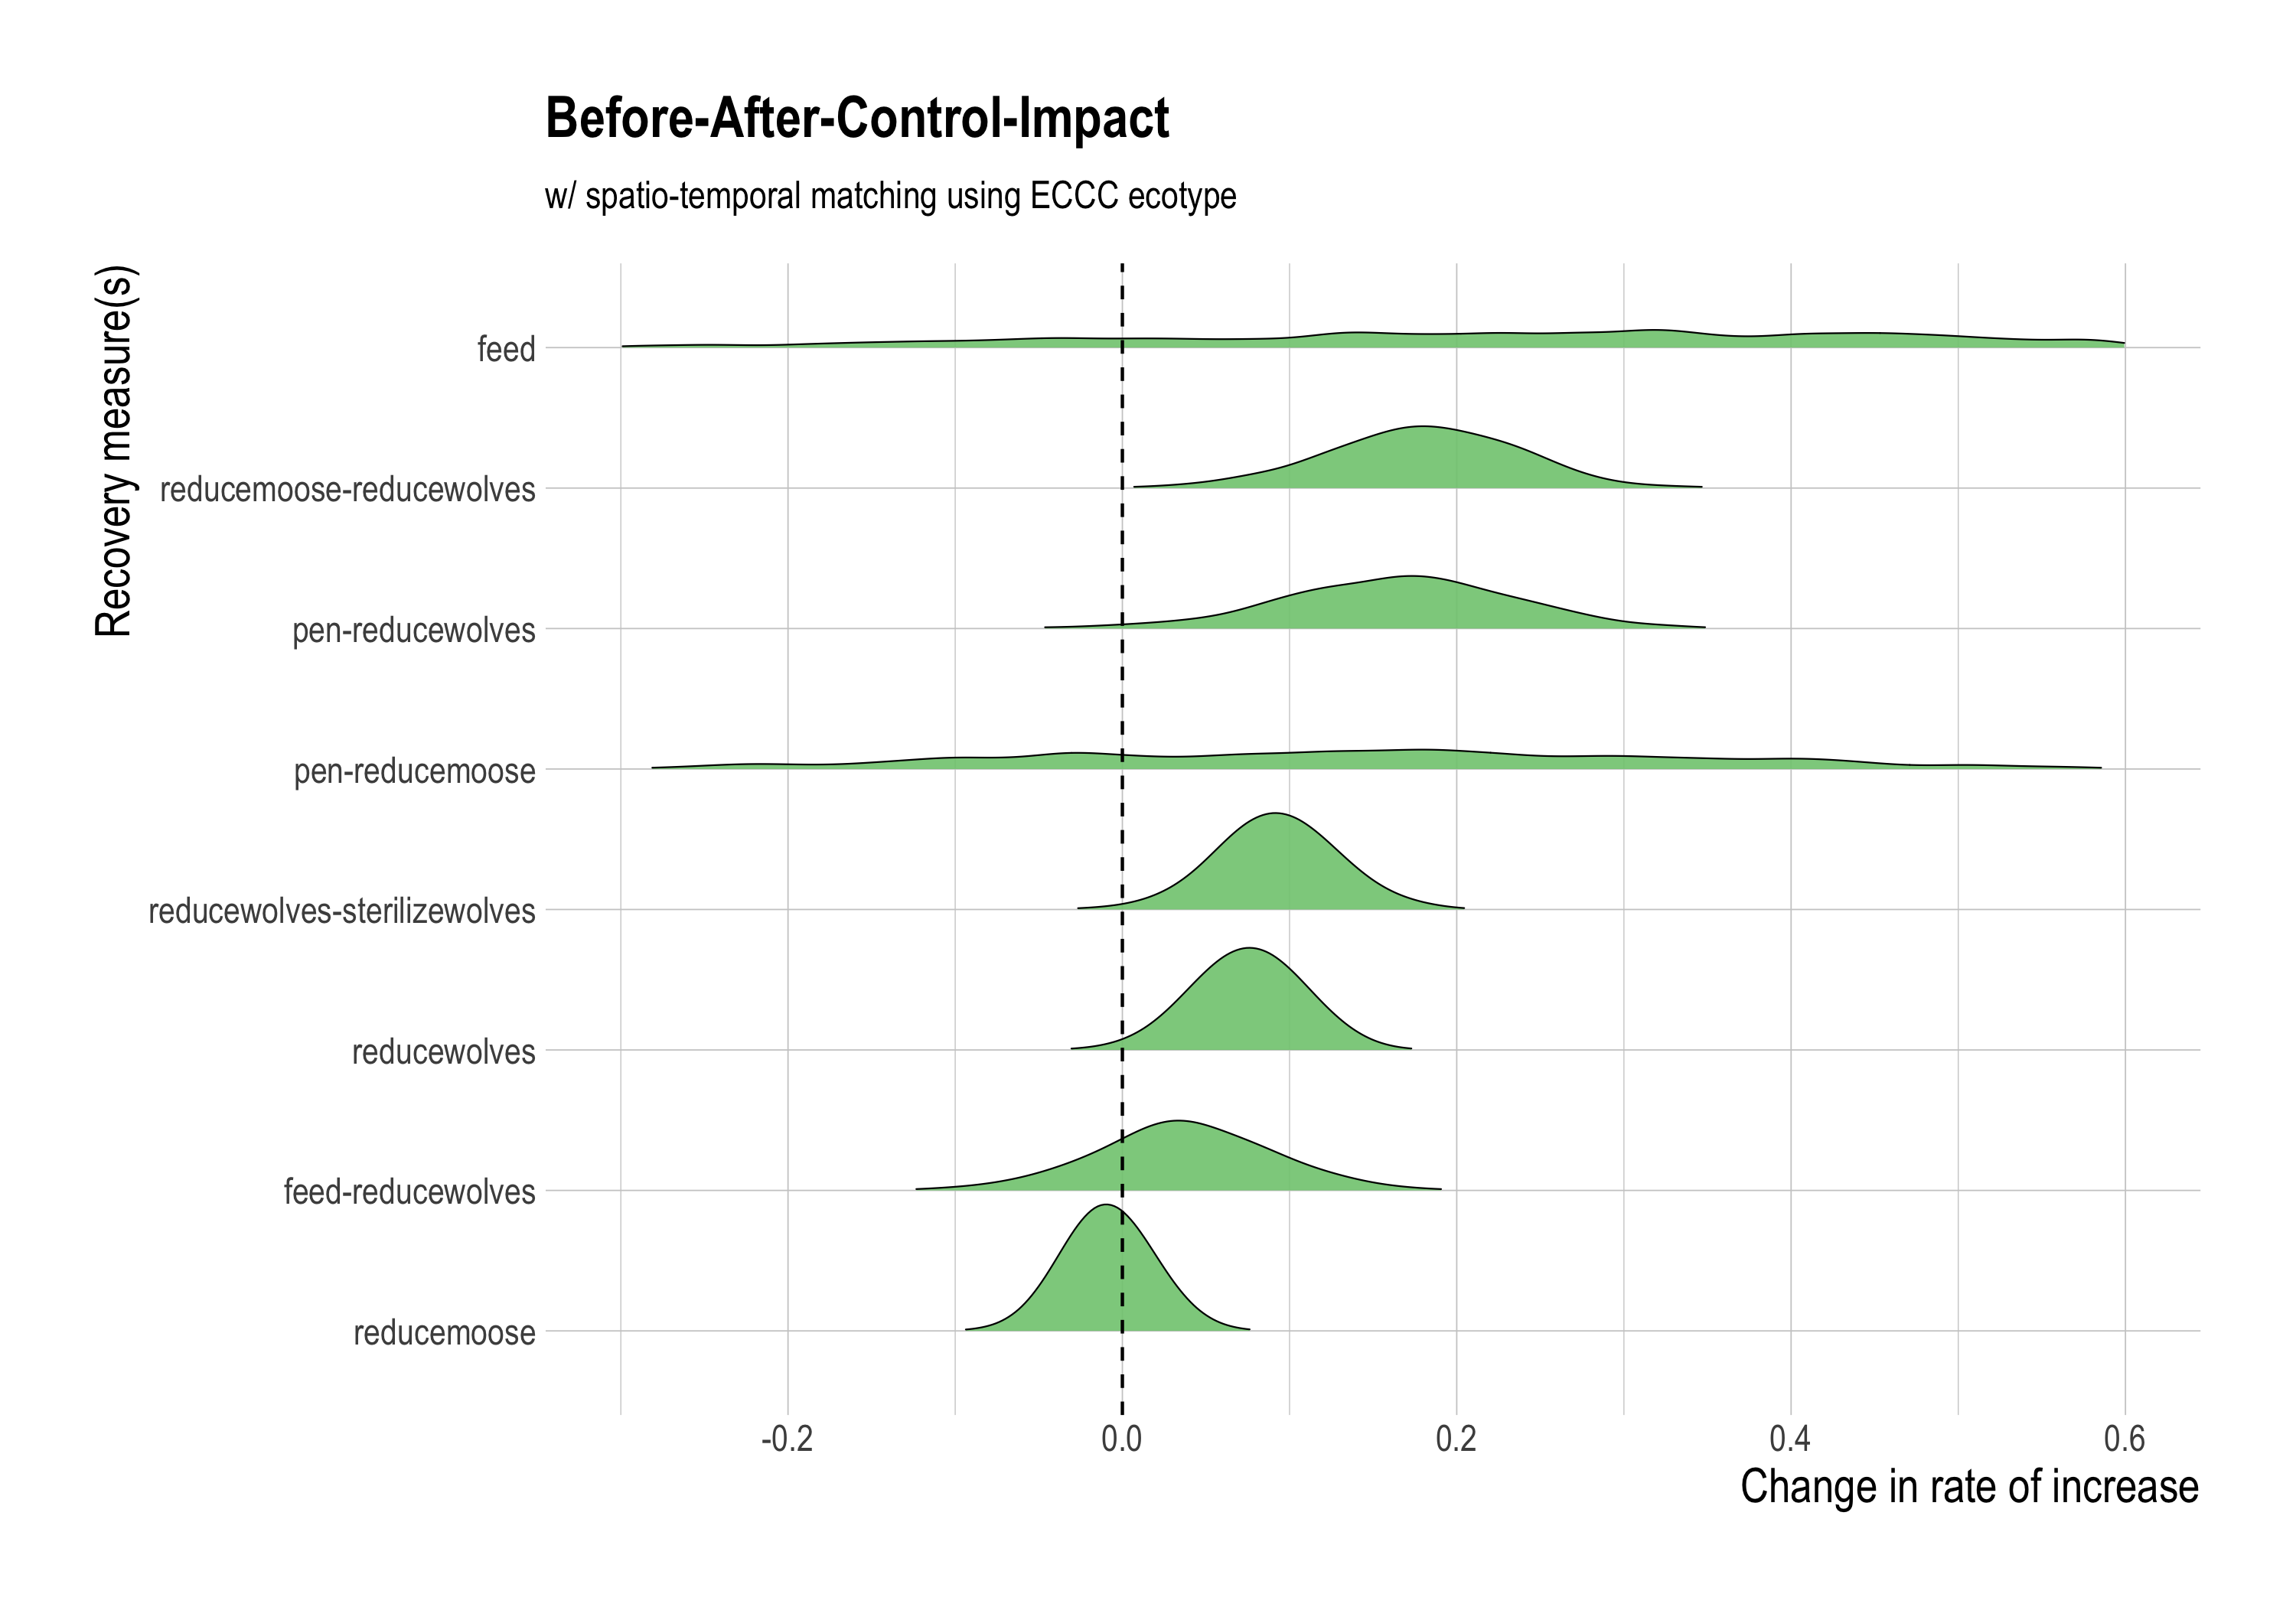 Before-After-Control-Impact
w/ spatio-temporal matching using ECCC ecotype
Recovery measure(s)
feed
reducemoose-reducewolves
pen-reducewolves
pen-reducemoose
reducewolves-sterilizewolves
reducewolves
feed-reducewolves
reducemoose
-0.2 0.0 0.2 0.4 0.6
Change in rate of increase